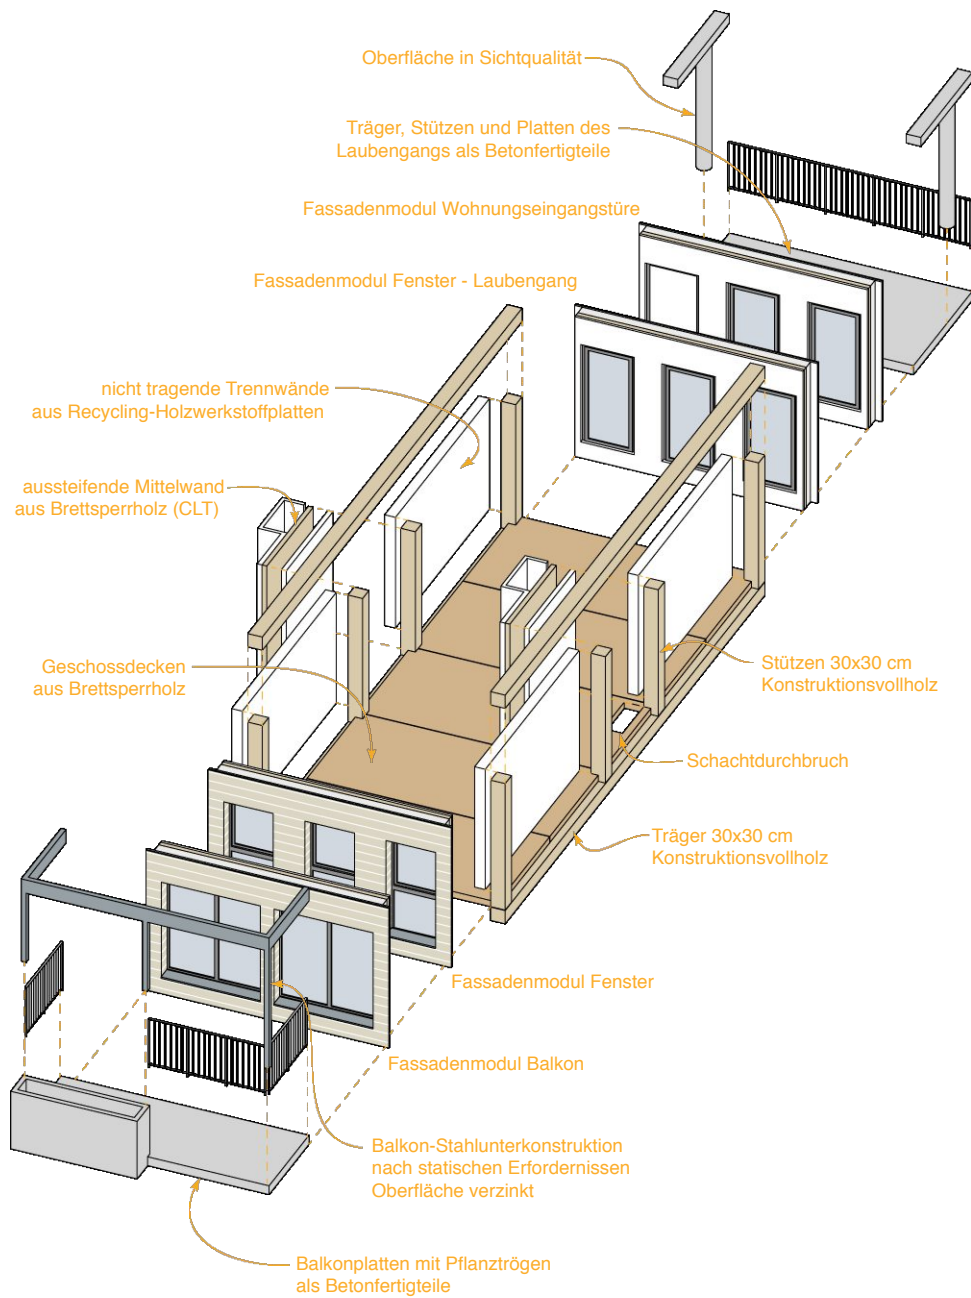 Oberfläche in Sichtqualität
Träger, Stützen und Platten des
Laubengangs als Betonfertigteile
Fassadenmodul Wohnungseingangstüre
Fassadenmodul Fenster - Laubengang
nicht tragende Trennwände
aus Recycling-Holzwerkstoffplatten
aussteifende Mittelwand
aus Brettsperrholz (CLT)
Geschossdecken
aus Brettsperrholz
Stützen 30x30 cm
Konstruktionsvollholz
Schachtdurchbruch
Träger 30x30 cm
Konstruktionsvollholz
Fassadenmodul Fenster
Fassadenmodul Balkon
Balkon-Stahlunterkonstruktion
nach statischen Erfordernissen
Oberfläche verzinkt
Balkonplatten mit Pflanztrögen
als Betonfertigteile